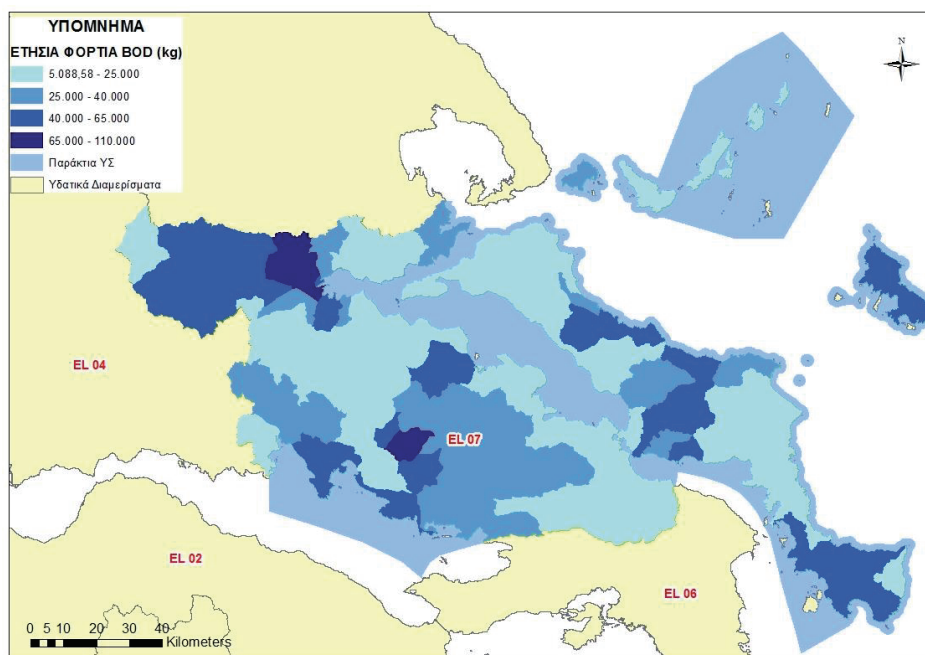 ΥΠΟΜΝΗΜΑ
ΕΤΗΣΙΑ ΦΟΡΤΙΑ BOD (kg)
5.088,58 - 25.000
25.000 - 40.000
40.000 - 65.000
65.000 - 110.000
Παράκτια ΥΣ
Υδατικά Διαμερίσματα
N
EL 04
EL 07
EL 02
EL 06
0 5 10 20 30 40
Kilometers